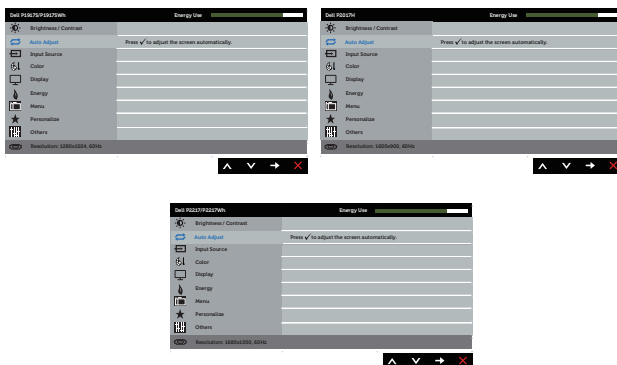 Dell P1917S/P1917SWh
Energy Use
Brightness / Contrast
Auto Adjust
Press ✓ to adjust the screen automatically.
Input Source
Color
Display
Energy
Menu
Personalize
Others
Resolution: 1280x1024, 60Hz
Dell P2017H
Energy Use
Brightness / Contrast
Auto Adjust
Press ✓ to adjust the screen automatically.
Input Source
Color
Display
Energy
Menu
Personalize
Others
Resolution: 1600x900, 60Hz
Dell P2217/P2217Wh
Energy Use
Brightness / Contrast
Auto Adjust
Press ✓ to adjust the screen automatically.
Input Source
Color
Display
Energy
Menu
Personalize
Others
Resolution: 1680x1050, 60Hz